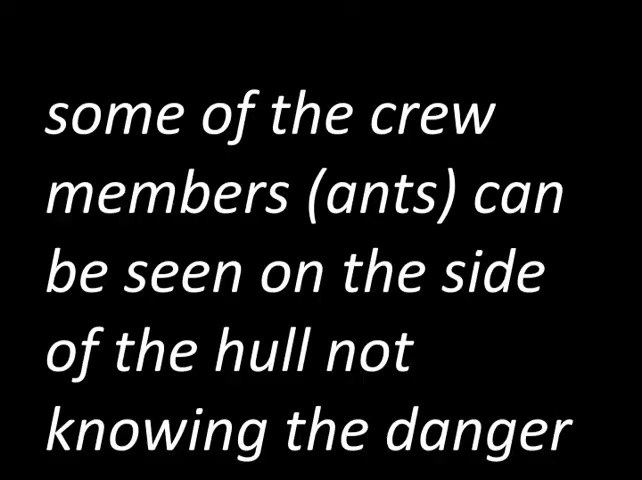 some of the crew
members (ants) can
be seen on the side
of the hull not
knowing the danger